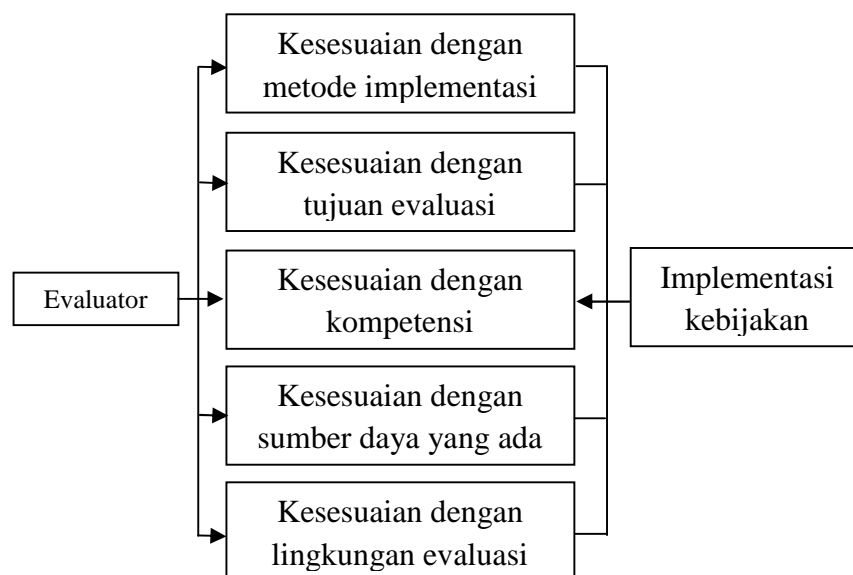 Kesesuaian dengan
metode implementasi
Kesesuaian dengan
tujuan evaluasi
Evaluator
Kesesuaian dengan
kompetensi
Implementasi
kebijakan
Kesesuaian dengan
sumber daya yang ada
Kesesuaian dengan
lingkungan evaluasi